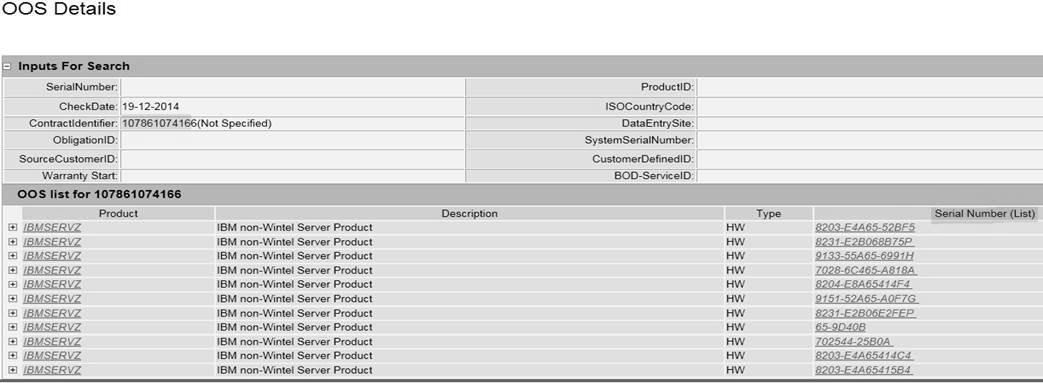 OOS Details
Inputs For Search
SerialNumber: ProductID:
CheckDate: 19-12-2014 ISOCountryCode:
ContractIdentifier: 107861074166(Not Specified) DataEntrySite:
ObligationID: SystemSerialNumber:
SourceCustomerID: CustomerDefinedID:
Warranty Start: BOD-ServiceID:
OOS list for 107861074166
Product Description Type Serial Number (List)
IBMSERVZ IBM non-Wintel Server Product HW 8203-E4A65-52BF5
IBMSERVZ IBM non-Wintel Server Product HW 8231-E2B068B75P
IBMSERVZ IBM non-Wintel Server Product HW 9133-55A65-6991H
IBMSERVZ IBM non-Wintel Server Product HW 7028-6C465-A818A
IBMSERVZ IBM non-Wintel Server Product HW 8204-E8A65414F4
IBMSERVZ IBM non-Wintel Server Product HW 9151-52A65-A0F7G
IBMSERVZ IBM non-Wintel Server Product HW 8231-E2B06E2FEP
IBMSERVZ IBM non-Wintel Server Product HW 65-9D40B
IBMSERVZ IBM non-Wintel Server Product HW 702544-25B0A
IBMSERVZ IBM non-Wintel Server Product HW 8203-E4A65414C4
IBMSERVZ IBM non-Wintel Server Product HW 8203-E4A65415B4